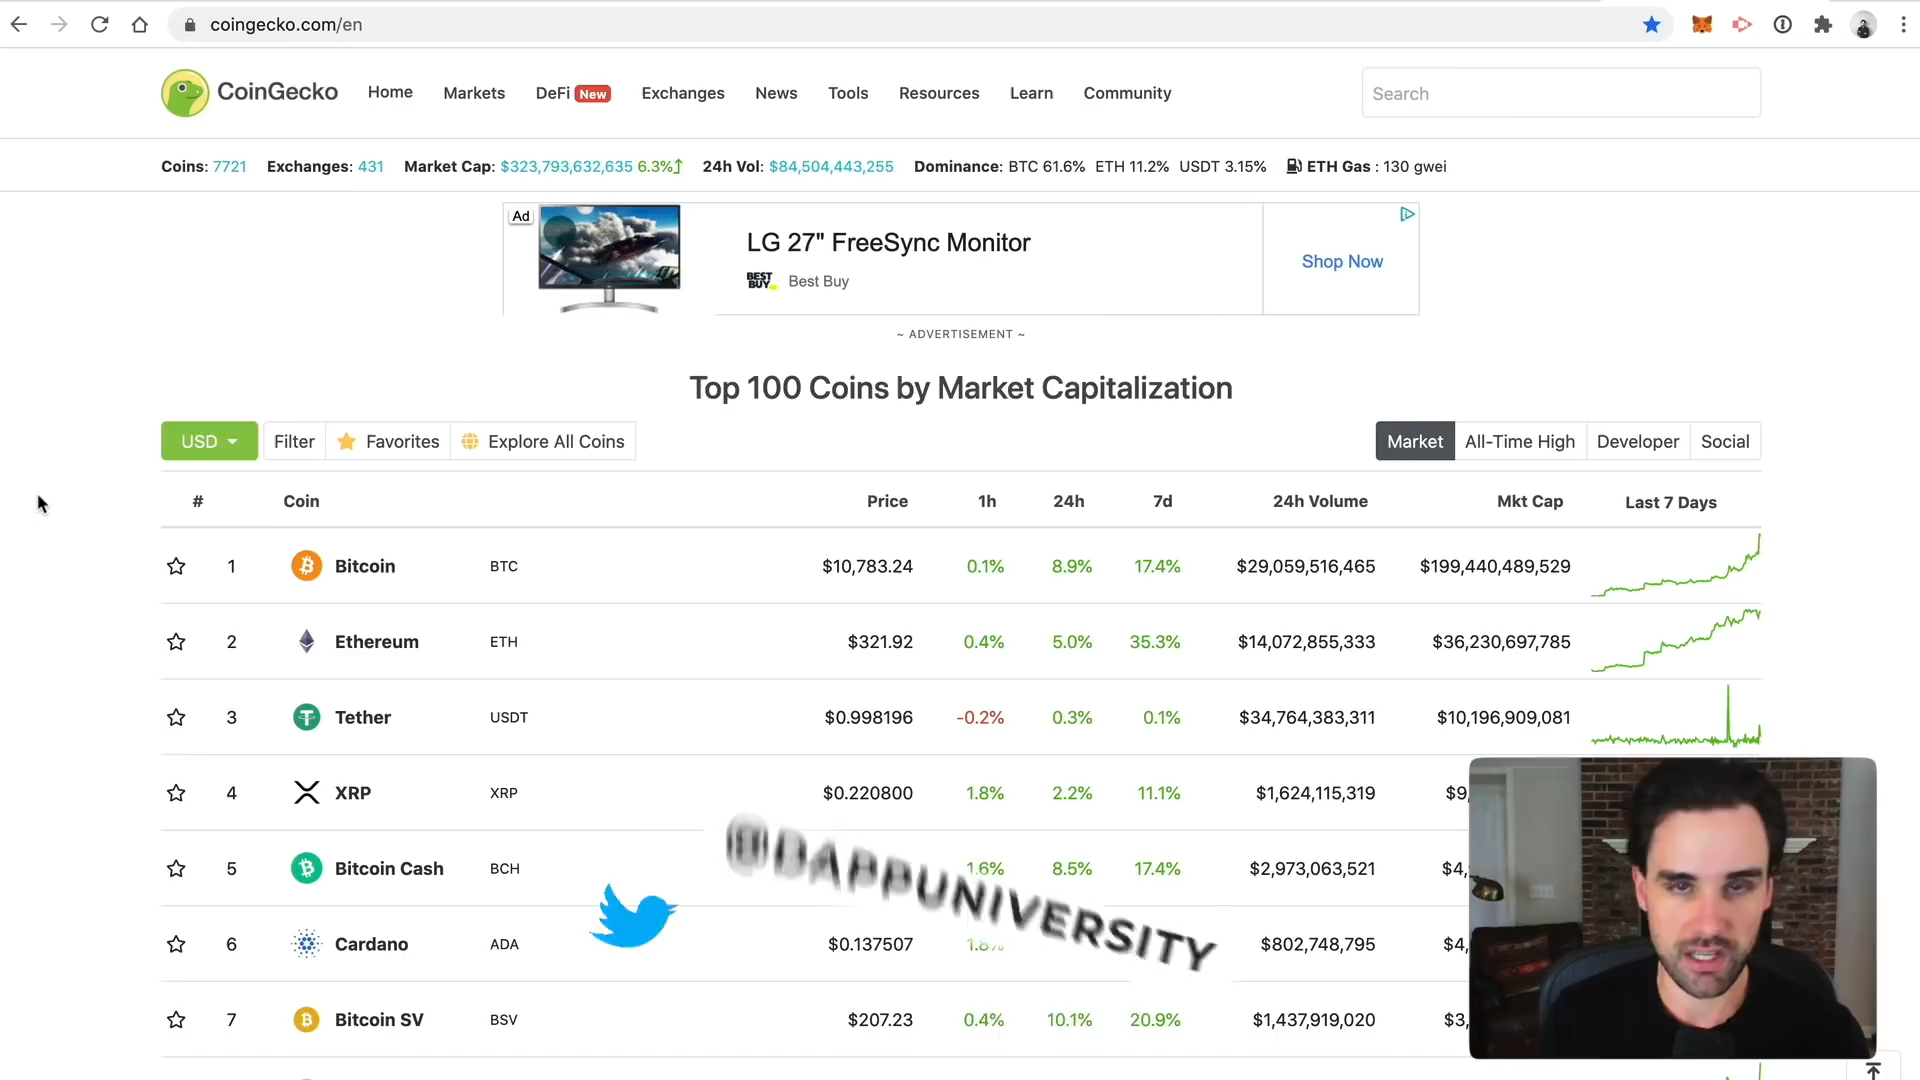 coingecko.com/en
CoinGecko Home Markets DeFi New Exchanges News Tools Resources Learn Community Search
Coins: 7721 Exchanges: 431 Market Cap: $323,793,632,635 6.3% 24h Vol: $84,504,443,255 Dominance: BTC 61.6% ETH 11.2% USDT 3.15% ETH Gas : 130 gwei
Ad
LG 27" FreeSync Monitor
BEST BUY Best Buy
Shop Now
~ ADVERTISEMENT ~
Top 100 Coins by Market Capitalization
USD Filter Favorites Explore All Coins Market All-Time High Developer Social
# Coin Price 1h 24h 7d 24h Volume Mkt Cap Last 7 Days
1 Bitcoin BTC $10,783.24 0.1% 8.9% 17.4% $29,059,516,465 $199,440,489,529
2 Ethereum ETH $321.92 0.4% 5.0% 35.3% $14,072,855,333 $36,230,697,785
3 Tether USDT $0.998196 -0.2% 0.3% 0.1% $34,764,383,311 $10,196,909,081
4 XRP XRP $0.220800 1.8% 2.2% 11.1% $1,624,115,319 $9,
5 Bitcoin Cash BCH 1.6% 8.5% 17.4% $2,973,063,521 $4,
@DAPPUNIVERSITY
6 Cardano ADA $0.137507 1.8% $802,748,795 $4,
7 Bitcoin SV BSV $207.23 0.4% 10.1% 20.9% $1,437,919,020 $3,